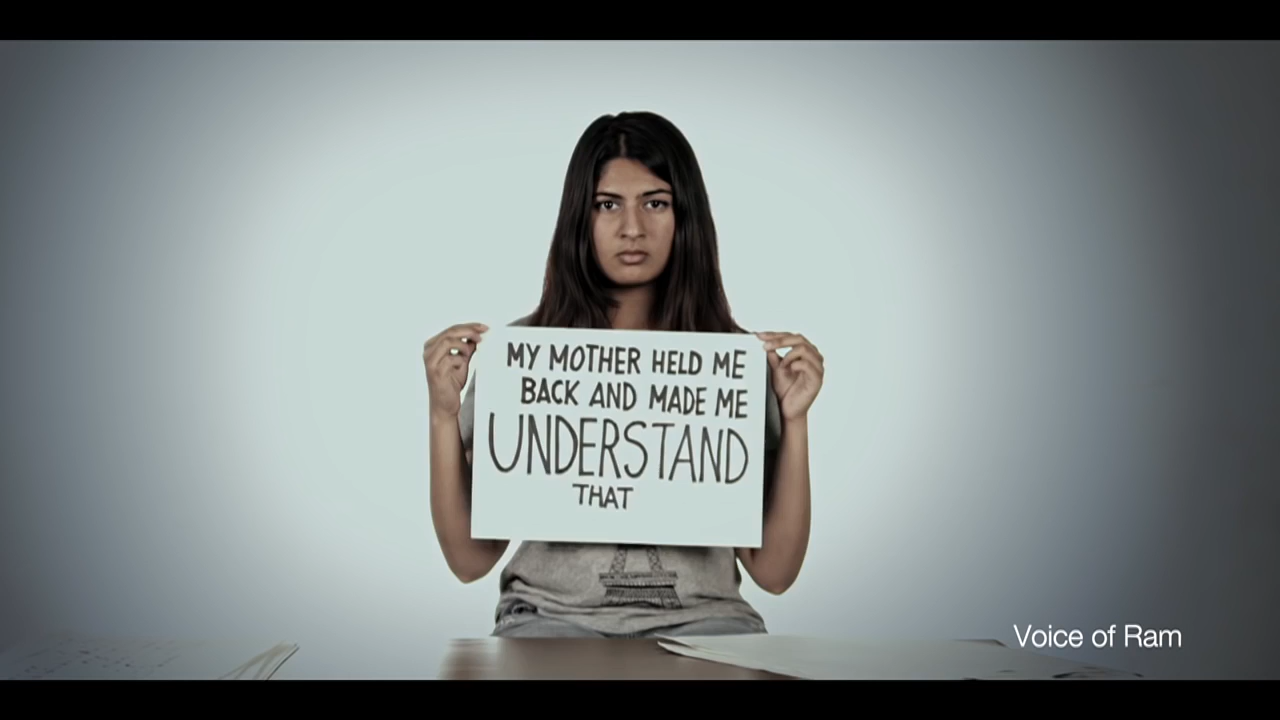 MY MOTHER HELD ME
BACK AND MADE ME
UNDERSTAND
THAT
Voice of Ram